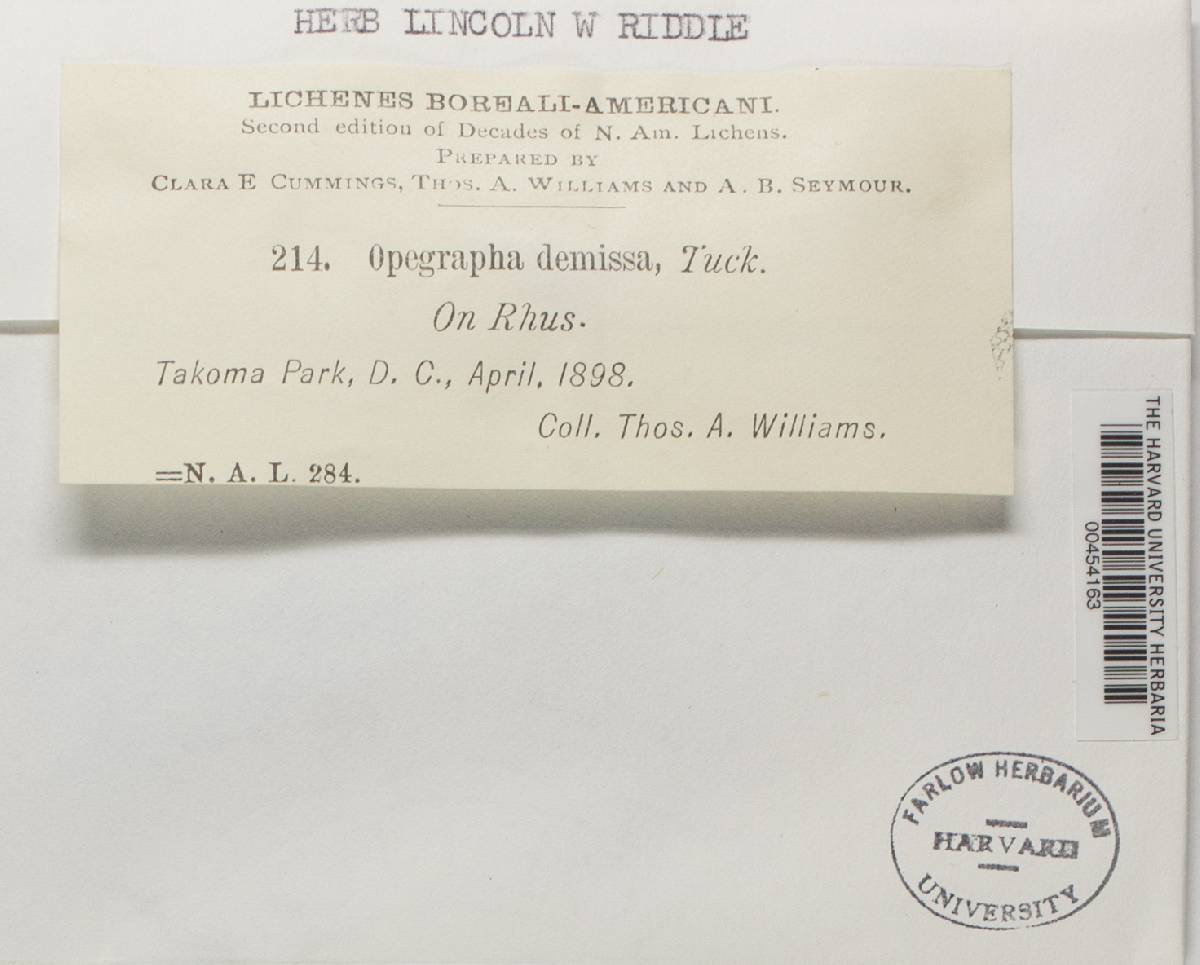 HERB LINCOLN W RIDDLE
LICHENES BOREALI-AMERICANI.
Second edition of Decades of N. Am. Lichens.
PREPARED BY
CLARA E CUMMINGS, THOS. A. WILLIAMS AND A. B. SEYMOUR.
214. Opegrapha demissa, Tuck.
On Rhus.
Takoma Park, D. C., April, 1898.
Coll. Thos. A. Williams.
=N. A. L. 284.
THE HARVARD UNIVERSITY HERBARIA
00454163
FARLOW HERBARIUM
HARVARD
UNIVERSITY